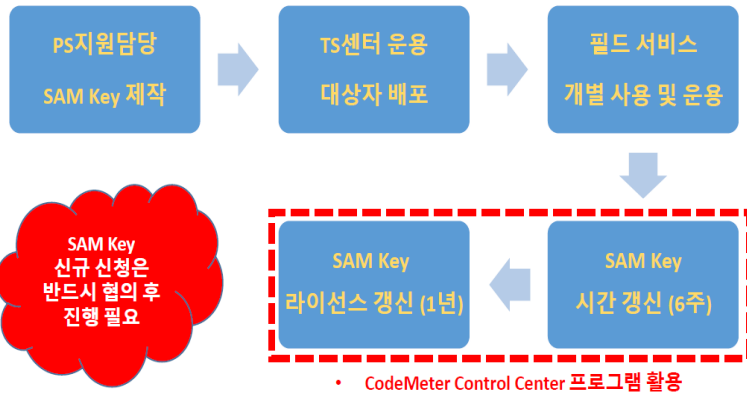 PS지원담당
SAM Key 제작
TS센터 운용
대상자 배포
필드 서비스
개별 사용 및 운용
SAM Key
시간 갱신 (6주)
SAM Key
라이선스 갱신 (1년)
SAM Key
신규 신청은
반드시 협의 후
진행 필요
• CodeMeter Control Center 프로그램 활용